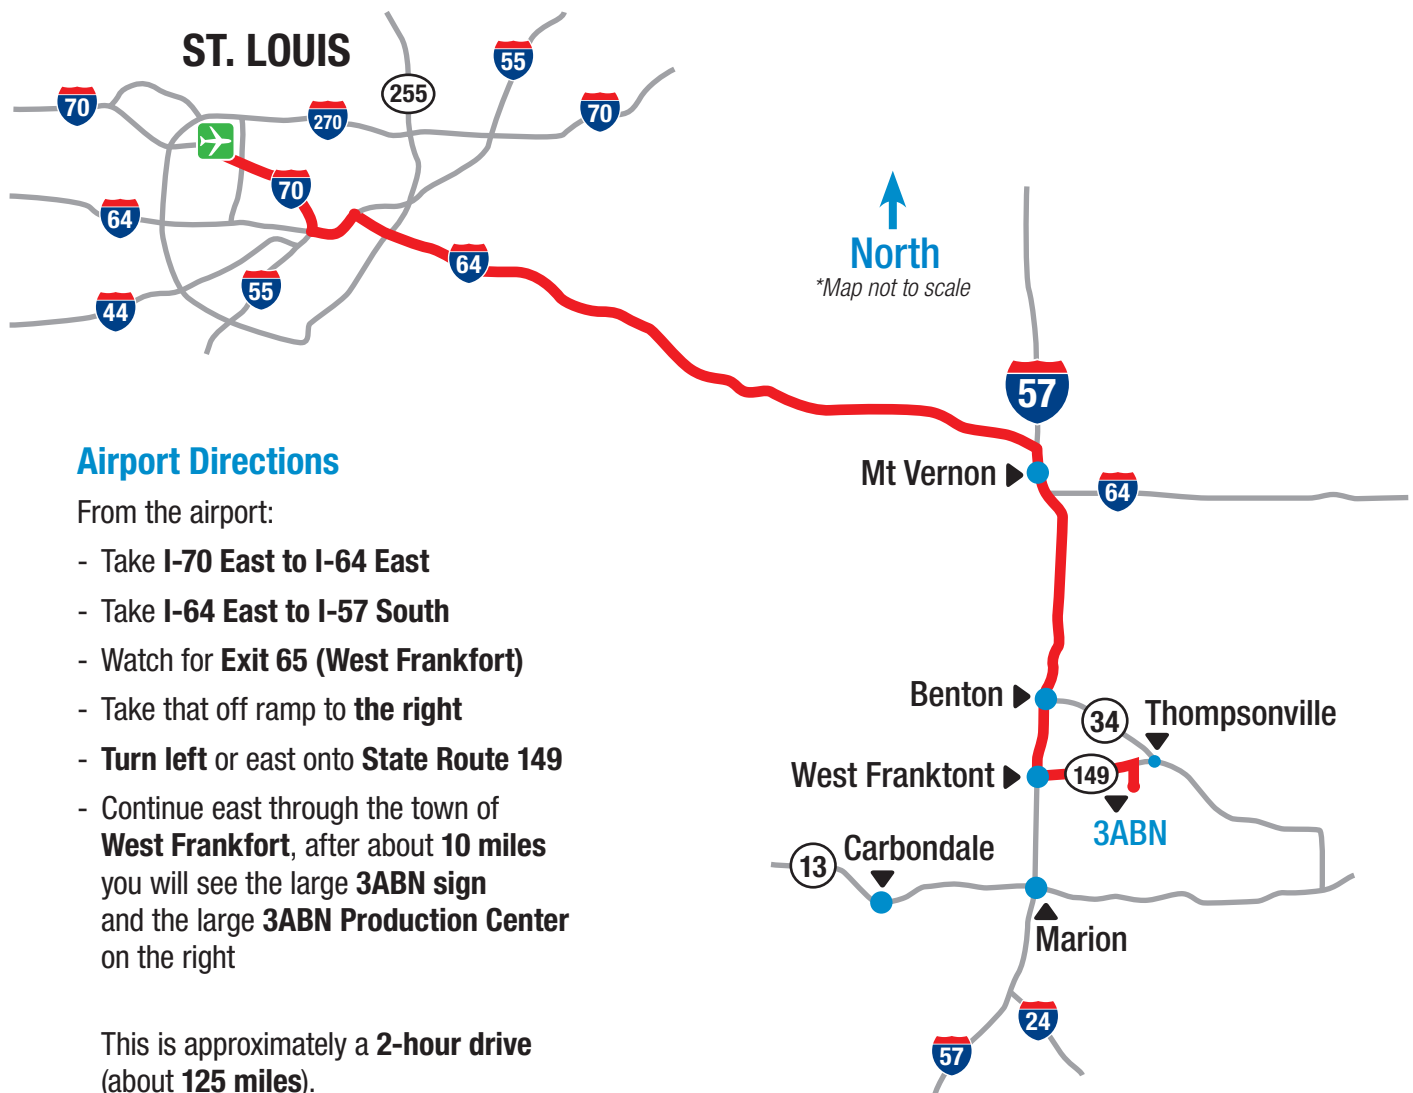 ST. LOUIS
55
255
70
270
70
70
64
64
55
44
North
*Map not to scale
57
Mt Vernon
64
Benton
34
Thompsonville
West Franktont
149
3ABN
Carbondale
13
Marion
24
57
Airport Directions
From the airport:
- Take I-70 East to I-64 East
- Take I-64 East to I-57 South
- Watch for Exit 65 (West Frankfort)
- Take that off ramp to the right
- Turn left or east onto State Route 149
- Continue east through the town of
West Frankfort, after about 10 miles
you will see the large 3ABN sign
and the large 3ABN Production Center
on the right
This is approximately a 2-hour drive
(about 125 miles).